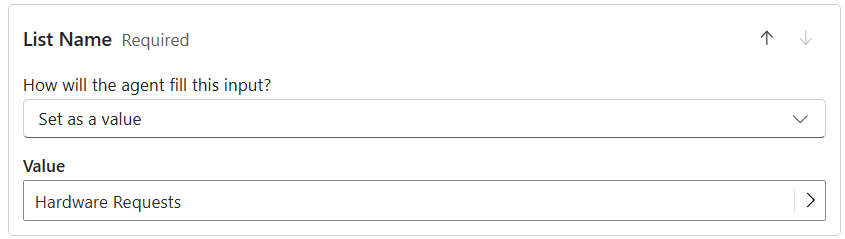 List Name Required
How will the agent fill this input?
Set as a value
Value
Hardware Requests